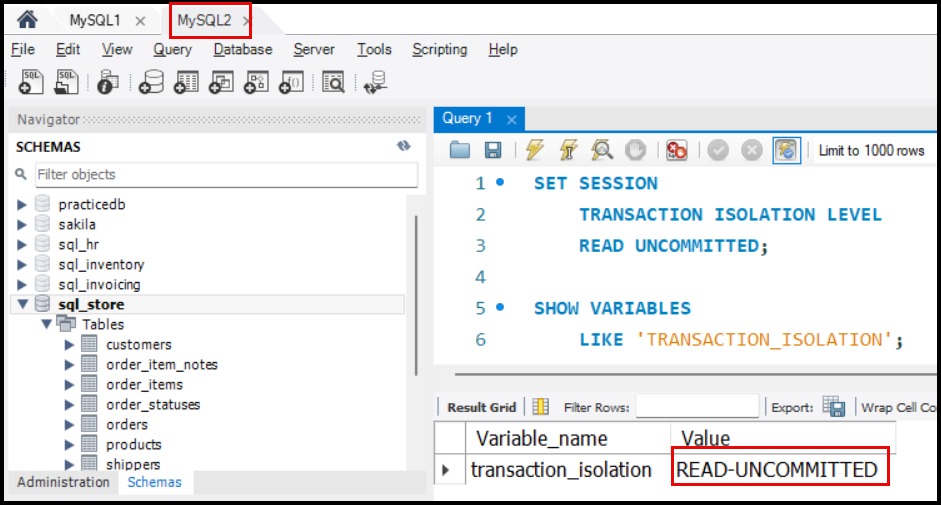 MySQL1 × MySQL2 ×
File Edit View Query Database Server Tools Scripting Help
SQL SQL
Navigator
SCHEMAS
Filter objects
practicedb
sakila
sql_hr
sql_inventory
sql_invoicing
sql_store
Tables
customers
order_item_notes
order_items
order_statuses
orders
products
shippers
Administration Schemas
Query 1 ×
Limit to 1000 rows
1 SET SESSION
2 TRANSACTION ISOLATION LEVEL
3 READ UNCOMMITTED;
4
5 SHOW VARIABLES
6 LIKE 'TRANSACTION_ISOLATION';
Result Grid Filter Rows: Export: Wrap Cell Co
Variable_name Value
transaction_isolation READ-UNCOMMITTED